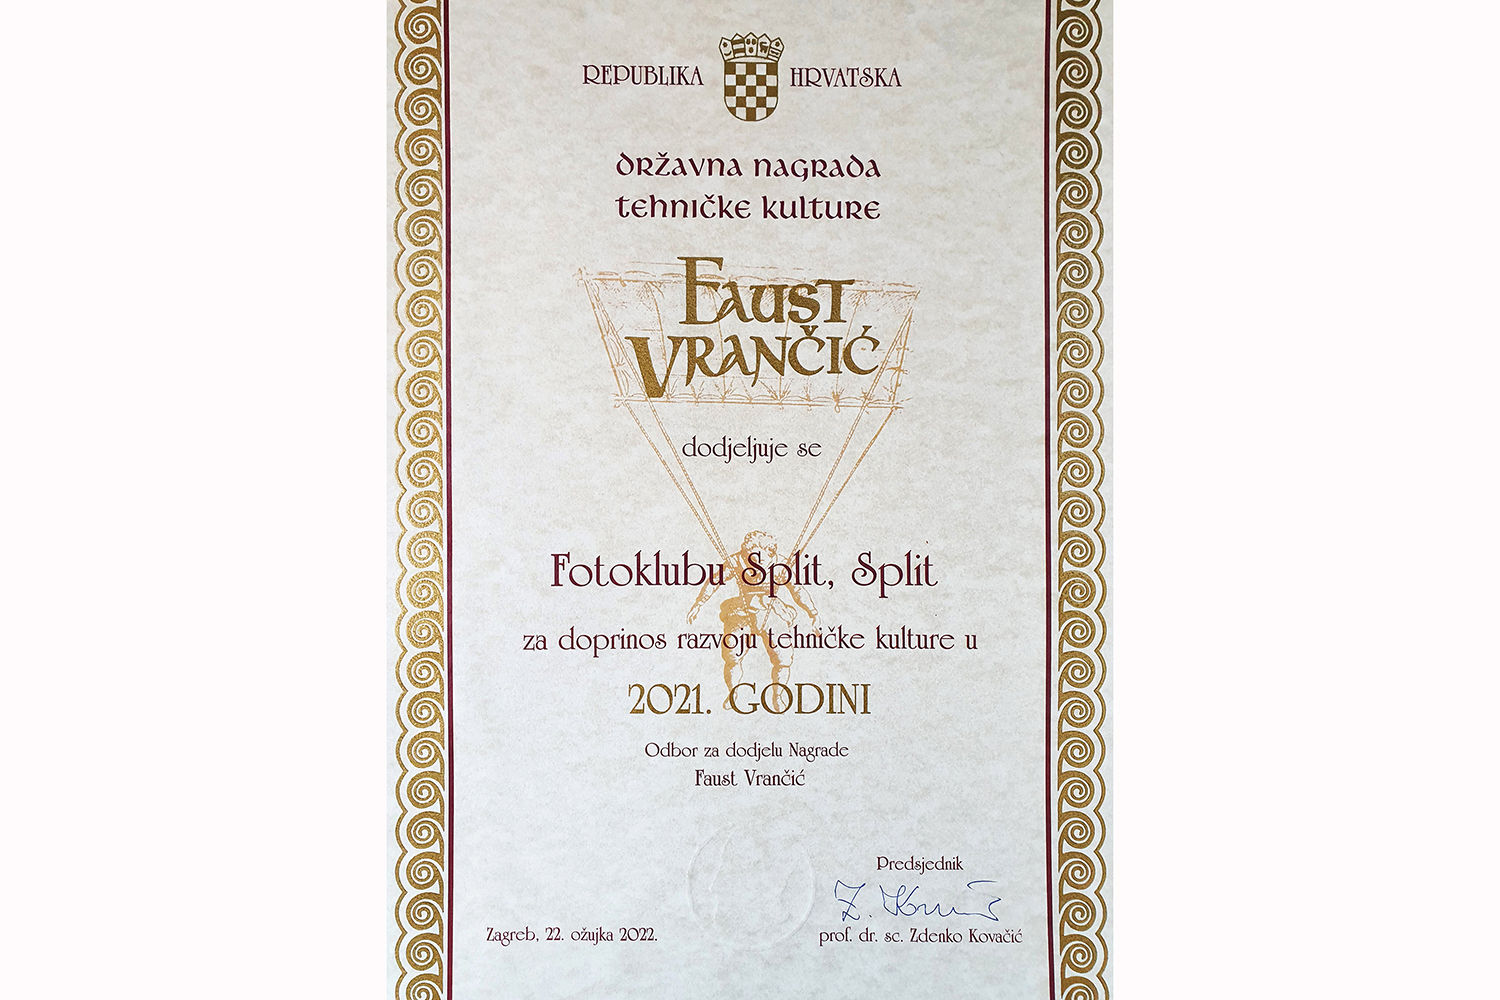 REPUBLIKA HRVATSKA
DRŽAVNA NAGRADA
TEHNIČKE KULTURE
FAUST
VRANČIĆ
dodjeljuje se
Fotoklubu Split, Split
za doprinos razvoju tehničke kulture u
2021. GODINI
Odbor za dodjelu Nagrade
Faust Vrančić
Predsjednik
Zagreb, 22. ožujka 2022.
prof. dr. sc. Zdenko Kovačić